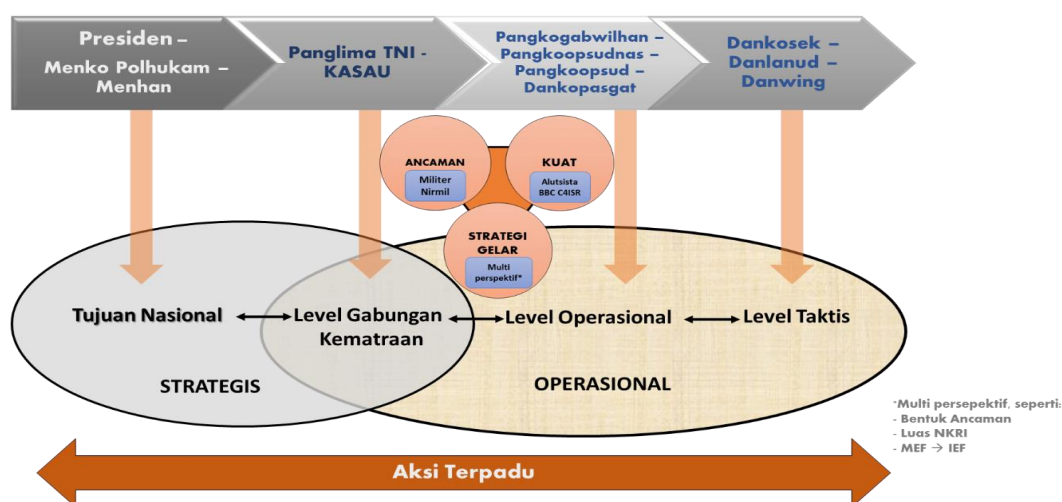 Presiden –
Menko Polhukam –
Menhan
Panglima TNI -
KASAU
Pangkogabwilhan –
Pangkoopsudnas –
Pangkoopsud –
Dankopasgat
Dankosek –
Danlanud –
Danwing
ANCAMAN
Militer
Nirmil
KUAT
Alutsista
BBC C4ISR
STRATEGI
GELAR
Multi
perspektif*
Tujuan Nasional
Level Gabungan
Kematraan
Level Operasional
Level Taktis
STRATEGIS
OPERASIONAL
*Multi persepektif, seperti:
- Bentuk Ancaman
- Luas NKRI
- MEF → IEF
Aksi Terpadu